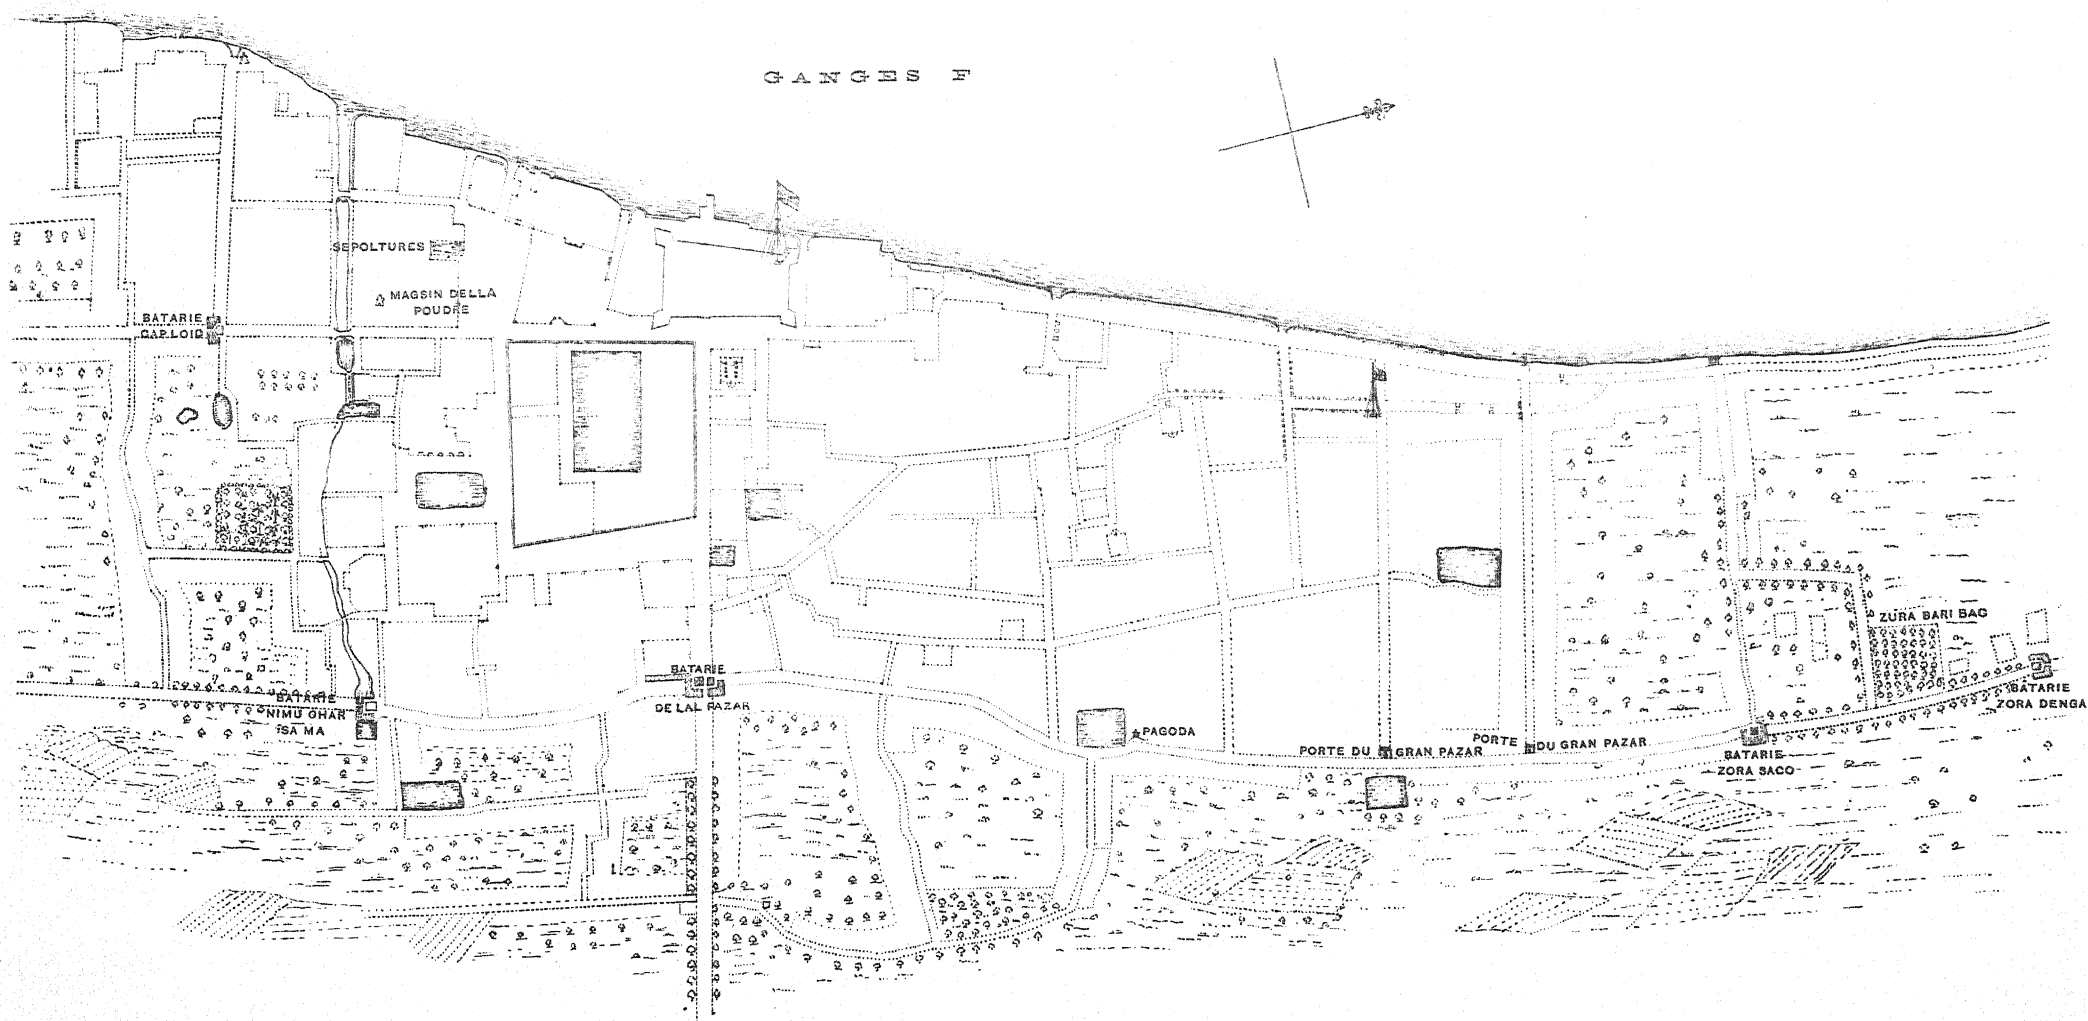 GANGES F
SEPOLTURES
MAGSIN DELLA
POUDRE
BATARIE
CAP.LOID
ZURA BARI BAG
BATARIE
ZORA DENGA
BATARIE
DE LAL PAZAR
BATARIE
NIMU GHAR
ISA MA
PAGODA
PORTE DU GRAN PAZAR
PORTE DU GRAN PAZAR
BATARIE
ZORA SACO